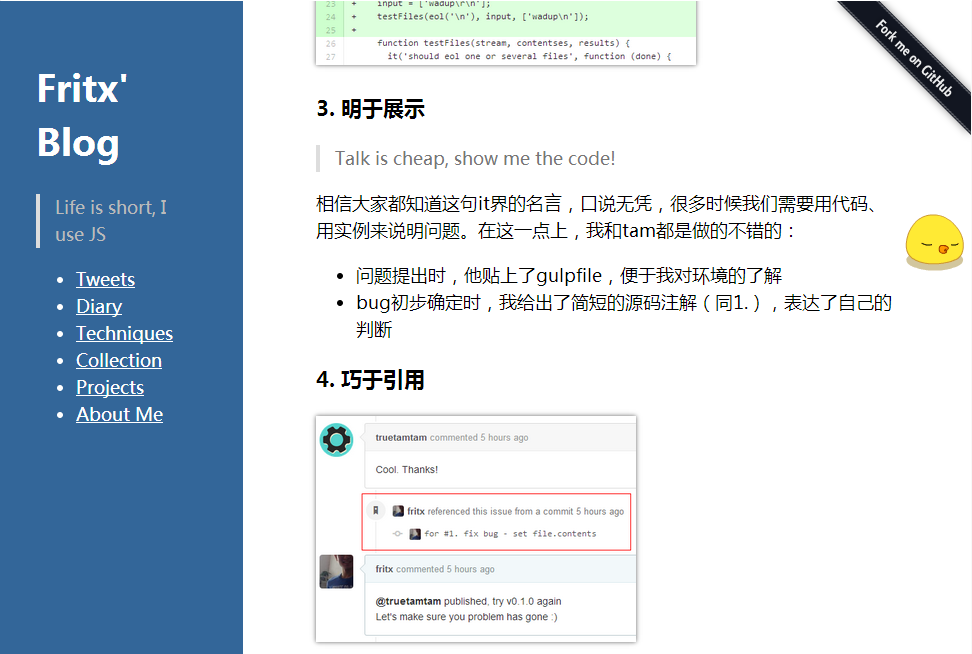 Fritx'
Blog
Life is short, I
use JS
Tweets
Diary
Techniques
Collection
Projects
About Me
23 + input = ['wadup\r\n'];
24 + testFiles(eol('\n'), input, ['wadup\n']);
25 +
26 function testFiles(stream, contentses, results) {
27 it('should eol one or several files', function (done) {
Fork me on GitHub
3. 明于展示
Talk is cheap, show me the code!
相信大家都知道这句it界的名言，口说无凭，很多时候我们需要用代码、
用实例来说明问题。在这一点上，我和tam都是做的不错的：
问题提出时，他贴上了gulpfile，便于我对环境的了解
bug初步确定时，我给出了简短的源码注解（同1.），表达了自己的
判断
4. 巧于引用
truetamtam commented 5 hours ago
Cool. Thanks!
fritx referenced this issue from a commit 5 hours ago
for #1. fix bug - set file.contents
fritx commented 5 hours ago
@truetamtam published, try v0.1.0 again
Let's make sure you problem has gone :)